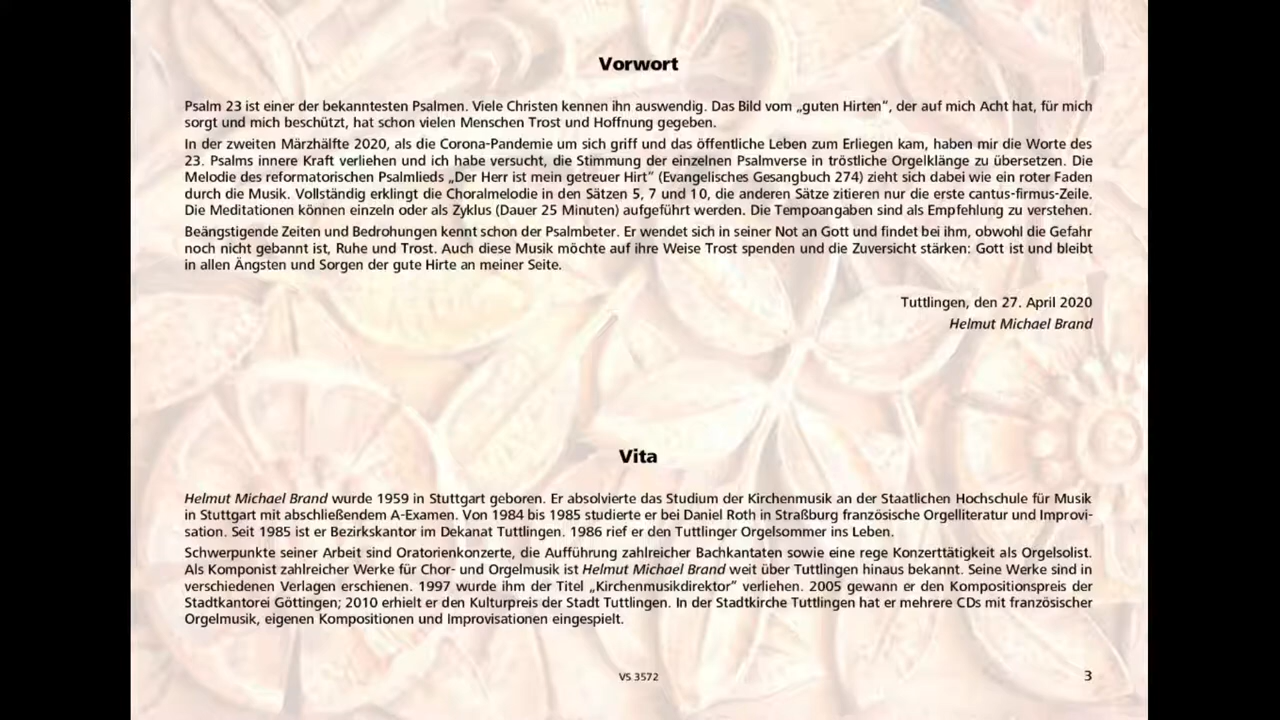 Vorwort
Psalm 23 ist einer der bekanntesten Psalmen. Viele Christen kennen ihn auswendig. Das Bild vom „guten Hirten“, der auf mich Acht hat, für mich
sorgt und mich beschützt, hat schon vielen Menschen Trost und Hoffnung gegeben.
In der zweiten Märzhälfte 2020, als die Corona-Pandemie um sich griff und das öffentliche Leben zum Erliegen kam, haben mir die Worte des
23. Psalms innere Kraft verliehen und ich habe versucht, die Stimmung der einzelnen Psalmverse in tröstliche Orgelklänge zu übersetzen. Die
Melodie des reformatorischen Psalmlieds „Der Herr ist mein getreuer Hirt“ (Evangelisches Gesangbuch 274) zieht sich dabei wie ein roter Faden
durch die Musik. Vollständig erklingt die Choralmelodie in den Sätzen 5, 7 und 10, die anderen Sätze zitieren nur die erste cantus-firmus-Zeile.
Die Meditationen können einzeln oder als Zyklus (Dauer 25 Minuten) aufgeführt werden. Die Tempoangaben sind als Empfehlung zu verstehen.
Beängstigende Zeiten und Bedrohungen kennt schon der Psalmbeter. Er wendet sich in seiner Not an Gott und findet bei ihm, obwohl die Gefahr
noch nicht gebannt ist, Ruhe und Trost. Auch diese Musik möchte auf ihre Weise Trost spenden und die Zuversicht stärken: Gott ist und bleibt
in allen Ängsten und Sorgen der gute Hirte an meiner Seite.
Tuttlingen, den 27. April 2020
Helmut Michael Brand
Vita
Helmut Michael Brand wurde 1959 in Stuttgart geboren. Er absolvierte das Studium der Kirchenmusik an der Staatlichen Hochschule für Musik
in Stuttgart mit abschließendem A-Examen. Von 1984 bis 1985 studierte er bei Daniel Roth in Straßburg französische Orgelliteratur und Improvi-
sation. Seit 1985 ist er Bezirkskantor im Dekanat Tuttlingen. 1986 rief er den Tuttlinger Orgelsommer ins Leben.
Schwerpunkte seiner Arbeit sind Oratorienkonzerte, die Aufführung zahlreicher Bachkantaten sowie eine rege Konzerttätigkeit als Orgelsolist.
Als Komponist zahlreicher Werke für Chor- und Orgelmusik ist Helmut Michael Brand weit über Tuttlingen hinaus bekannt. Seine Werke sind in
verschiedenen Verlagen erschienen. 1997 wurde ihm der Titel „Kirchenmusikdirektor“ verliehen. 2005 gewann er den Kompositionspreis der
Stadtkantorei Göttingen; 2010 erhielt er den Kulturpreis der Stadt Tuttlingen. In der Stadtkirche Tuttlingen hat er mehrere CDs mit französischer
Orgelmusik, eigenen Kompositionen und Improvisationen eingespielt.
VS 3572
3